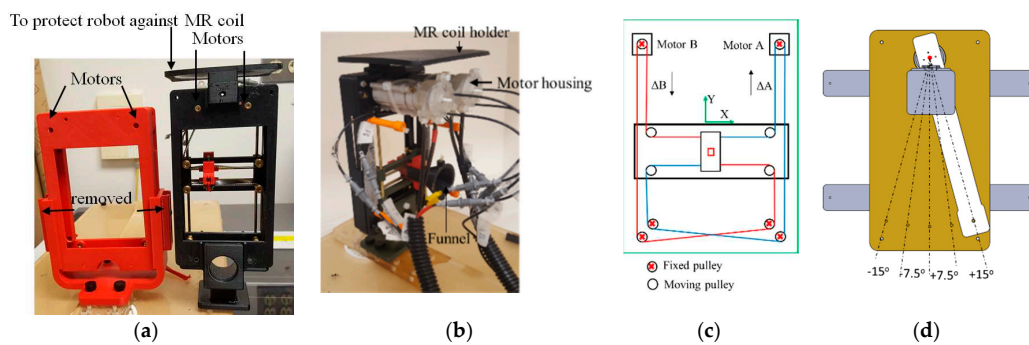 To protect robot against MR coil
Motors
Motors
removed
MR coil holder
Motor housing
Funnel
Motor B
Motor A
ΔB
ΔA
Y
X
Fixed pulley
Moving pulley
-15°
-7.5°
+7.5°
+15°
(a)
(b)
(c)
(d)